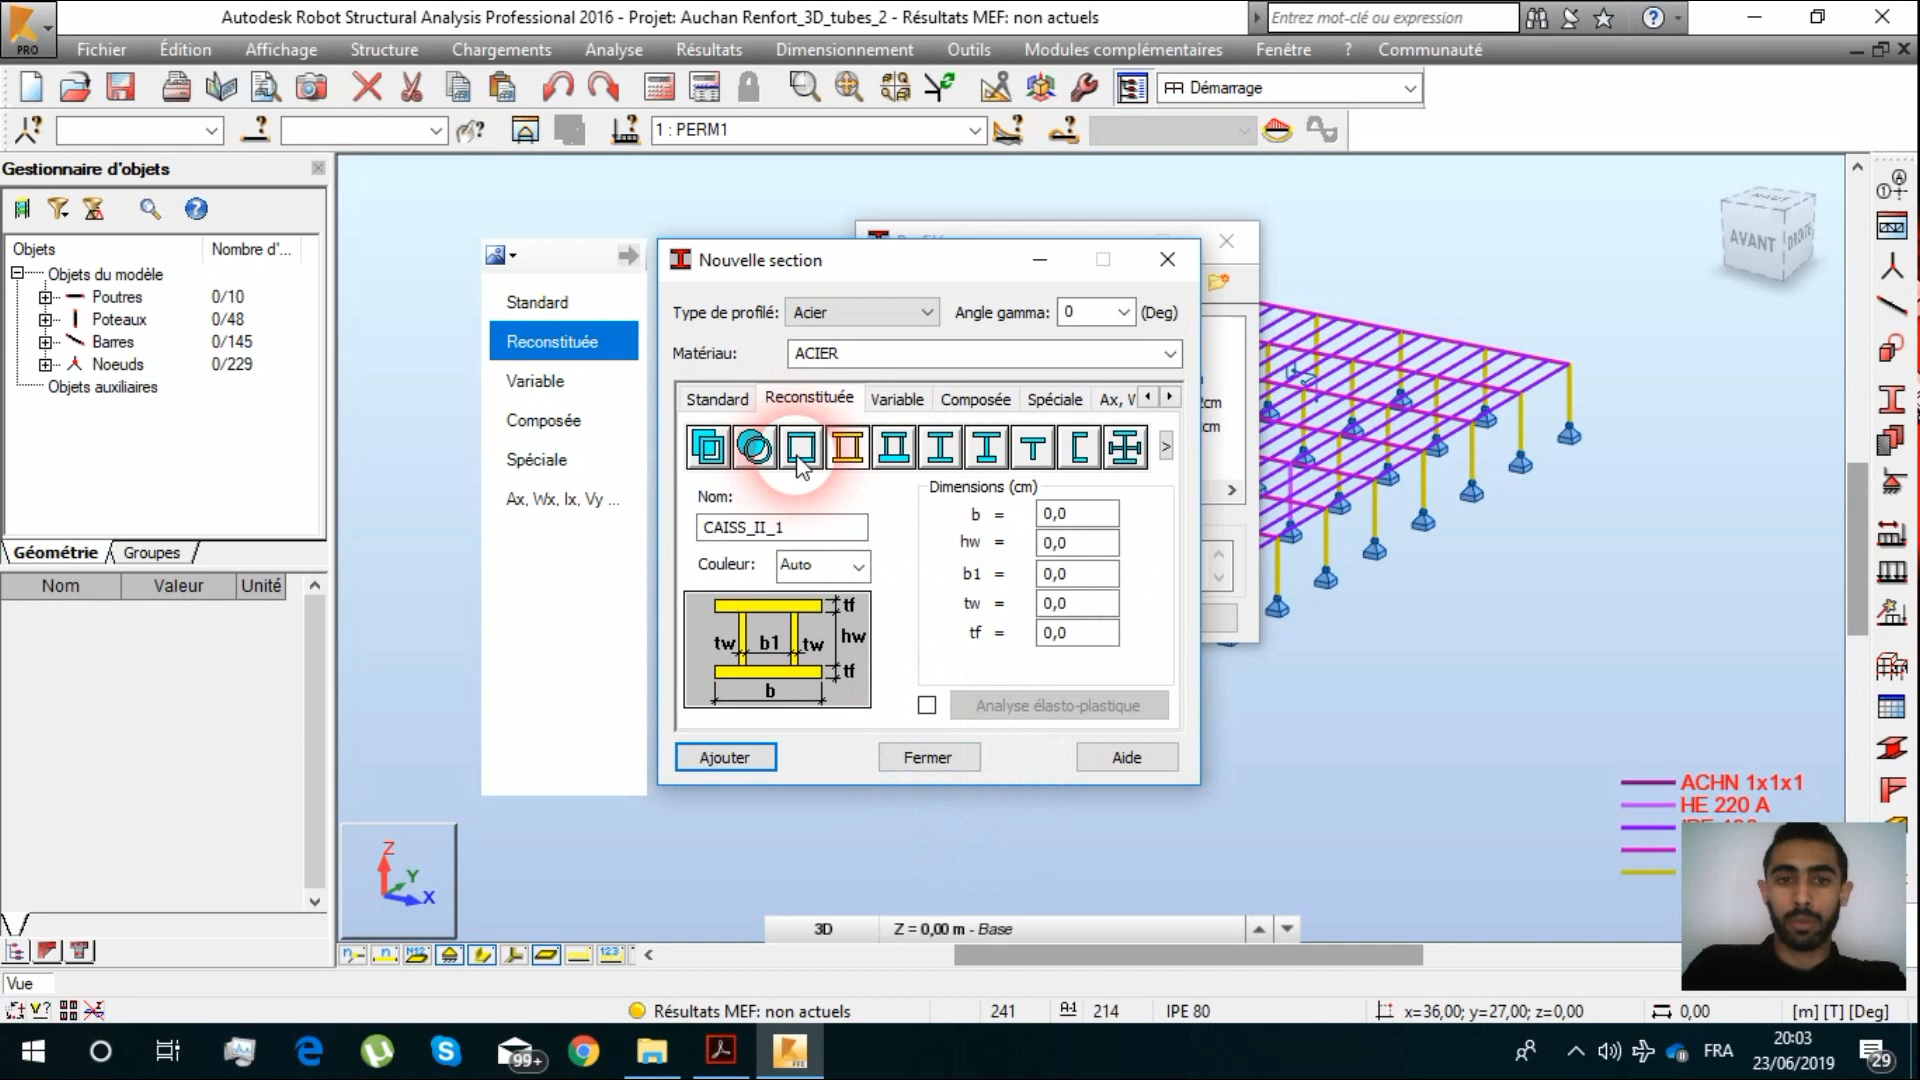 Autodesk Robot Structural Analysis Professional 2016 - Projet: Auchan Renfort_3D_tubes_2 - Résultats MEF: non actuels
Entrez mot-clé ou expression
PRO
Fichier Édition Affichage Structure Chargements Analyse Résultats Dimensionnement Outils Modules complémentaires Fenêtre ? Communauté
Démarrage
1 : PERM1
Gestionnaire d'objets
Objets Nombre d'...
Objets du modèle
Poutres 0/10
Poteaux 0/48
Barres 0/145
Noeuds 0/229
Objets auxiliaires
Géométrie Groupes
Nom Valeur Unité
Standard
Reconstituée
Variable
Composée
Spéciale
Ax, Wx, Ix, Vy ...
Nouvelle section
Type de profilé: Acier Angle gamma: 0 (Deg)
Matériau: ACIER
Standard Reconstituée Variable Composée Spéciale Ax, V
Nom:
CAISS_II_1
Couleur: Auto
tf
tw b1 tw hw
tf
b
Dimensions (cm)
b = 0,0
hw = 0,0
b1 = 0,0
tw = 0,0
tf = 0,0
Analyse élasto-plastique
Ajouter Fermer Aide
cm
cm
HAUT
AVANT DROITE
ACHN 1x1x1
HE 220 A
Z
Y
X
3D Z = 0,00 m - Base
Vue
Résultats MEF: non actuels 241 214 IPE 80 x=36,00; y=27,00; z=0,00 0,00 [m] [T] [Deg]
99+
FRA
20:03
23/06/2019
29